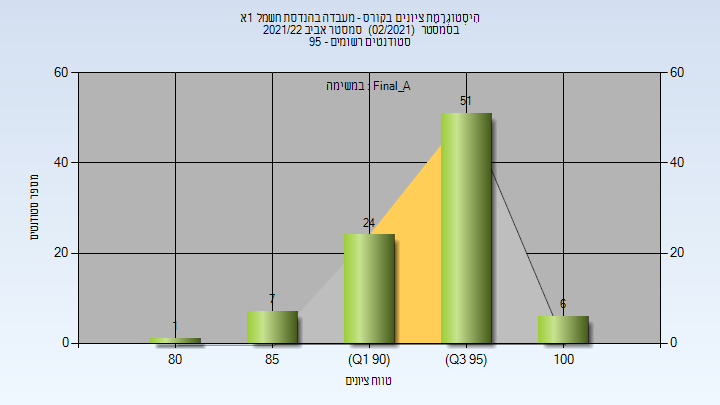 הִיסְטוֹגְרָמַת ציונים בקורס - מעבדה בהנדסת חשמל 1א
בסמסטר (02/2021) סמסטר אביב 2021/22
סטודנטים רשומים - 95
במשימה : Final_A
60
40
20
0
60
40
20
0
מספר סטודנטים
1
7
24
51
6
80
85
(Q1 90)
(Q3 95)
100
טווח ציונים